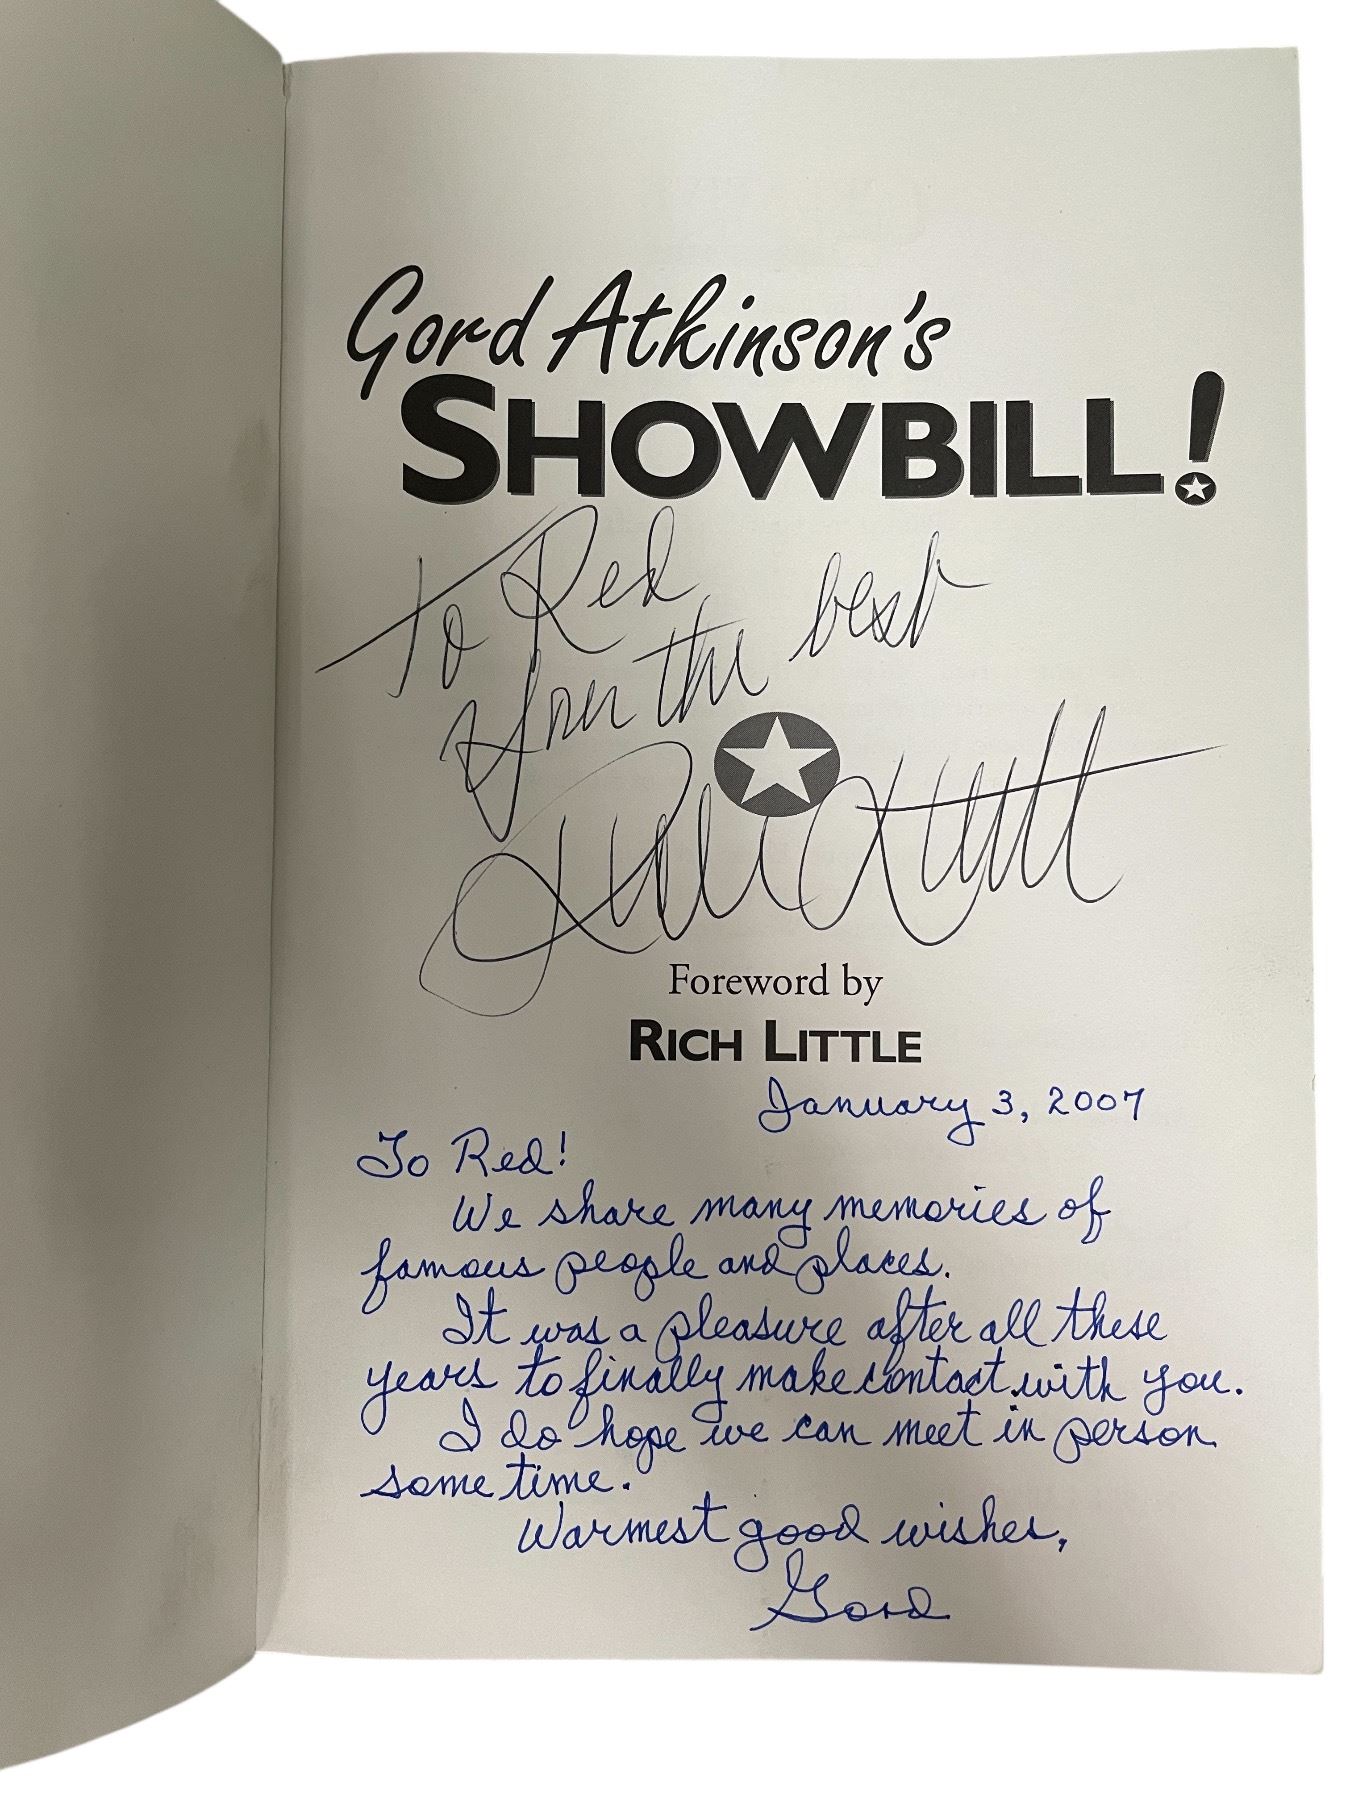 Gord Atkinson's
SHOWBILL!
To Red
Your the best
Foreword by
RICH LITTLE
January 3, 2007
To Red!
We share many memories of
famous people and places.
It was a pleasure after all these
years to finally make contact with you.
I do hope we can meet in person
some time.
Warmest good wishes,
Gord